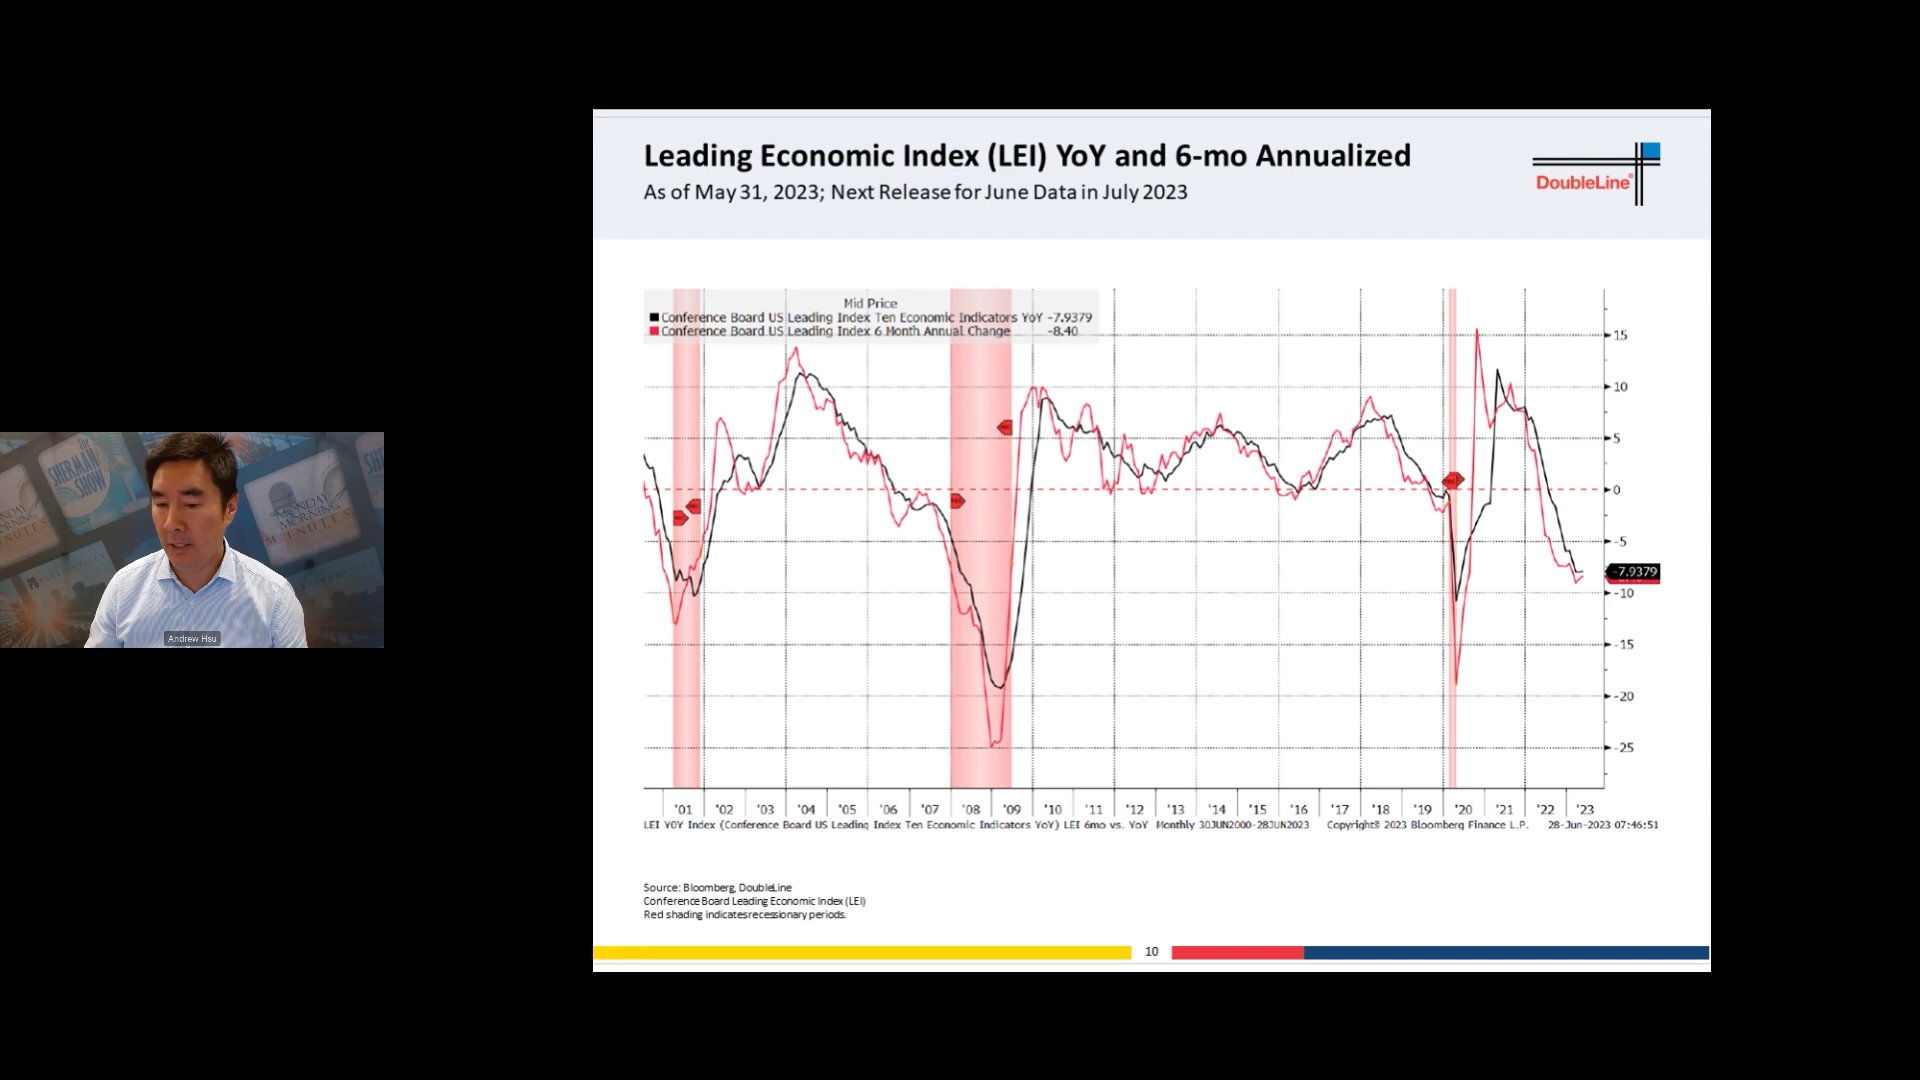 Leading Economic Index (LEI) YoY and 6-mo Annualized
As of May 31, 2023; Next Release for June Data in July 2023
DoubleLine®
Mid Price
Conference Board US Leading Index Ten Economic Indicators YoY -7.9379
Conference Board US Leading Index 6 Month Annual Change -8.40
15
10
5
0
-5
-7.9379
-10
-15
-20
-25
'01 '02 '03 '04 '05 '06 '07 '08 '09 '10 '11 '12 '13 '14 '15 '16 '17 '18 '19 '20 '21 '22 '23
LEI YOY Index (Conference Board US Leading Index Ten Economic Indicators YoY) LEI 6mo vs. YoY Monthly 30JUN2000-28JUN2023 Copyright© 2023 Bloomberg Finance L.P. 28-Jun-2023 07:46:51
Source: Bloomberg, DoubleLine
Conference Board Leading Economic Index (LEI)
Red shading indicates recessionary periods.
10
The
SHERMAN
SHOW
MONDAY
MORNING
MINUTES
Andrew Hsu